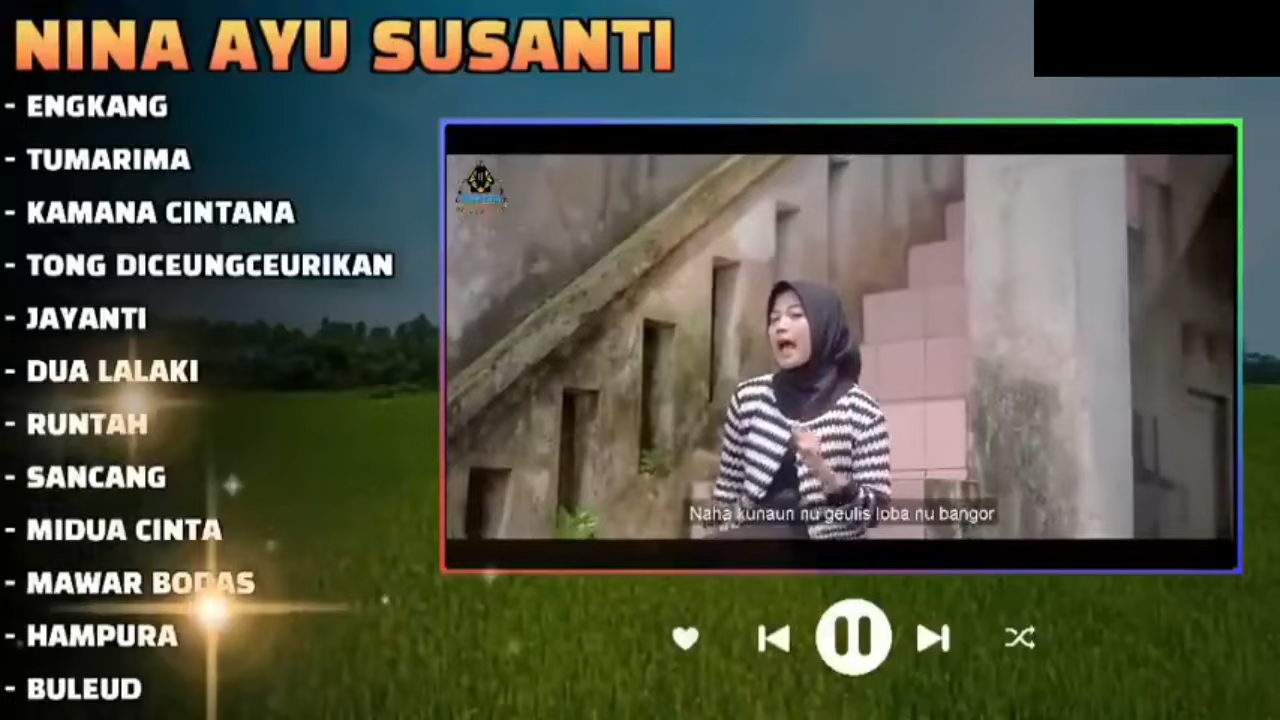 NINA AYU SUSANTI
- ENGKANG
- TUMARIMA
- KAMANA CINTANA
- TONG DICEUNGCEURIKAN
- JAYANTI
- DUA LALAKI
- RUNTAH
- SANCANG
- MIDUA CINTA
- MAWAR BODAS
- HAMPURA
- BULEUD
Naha kunaun nu geulis loba nu bangor